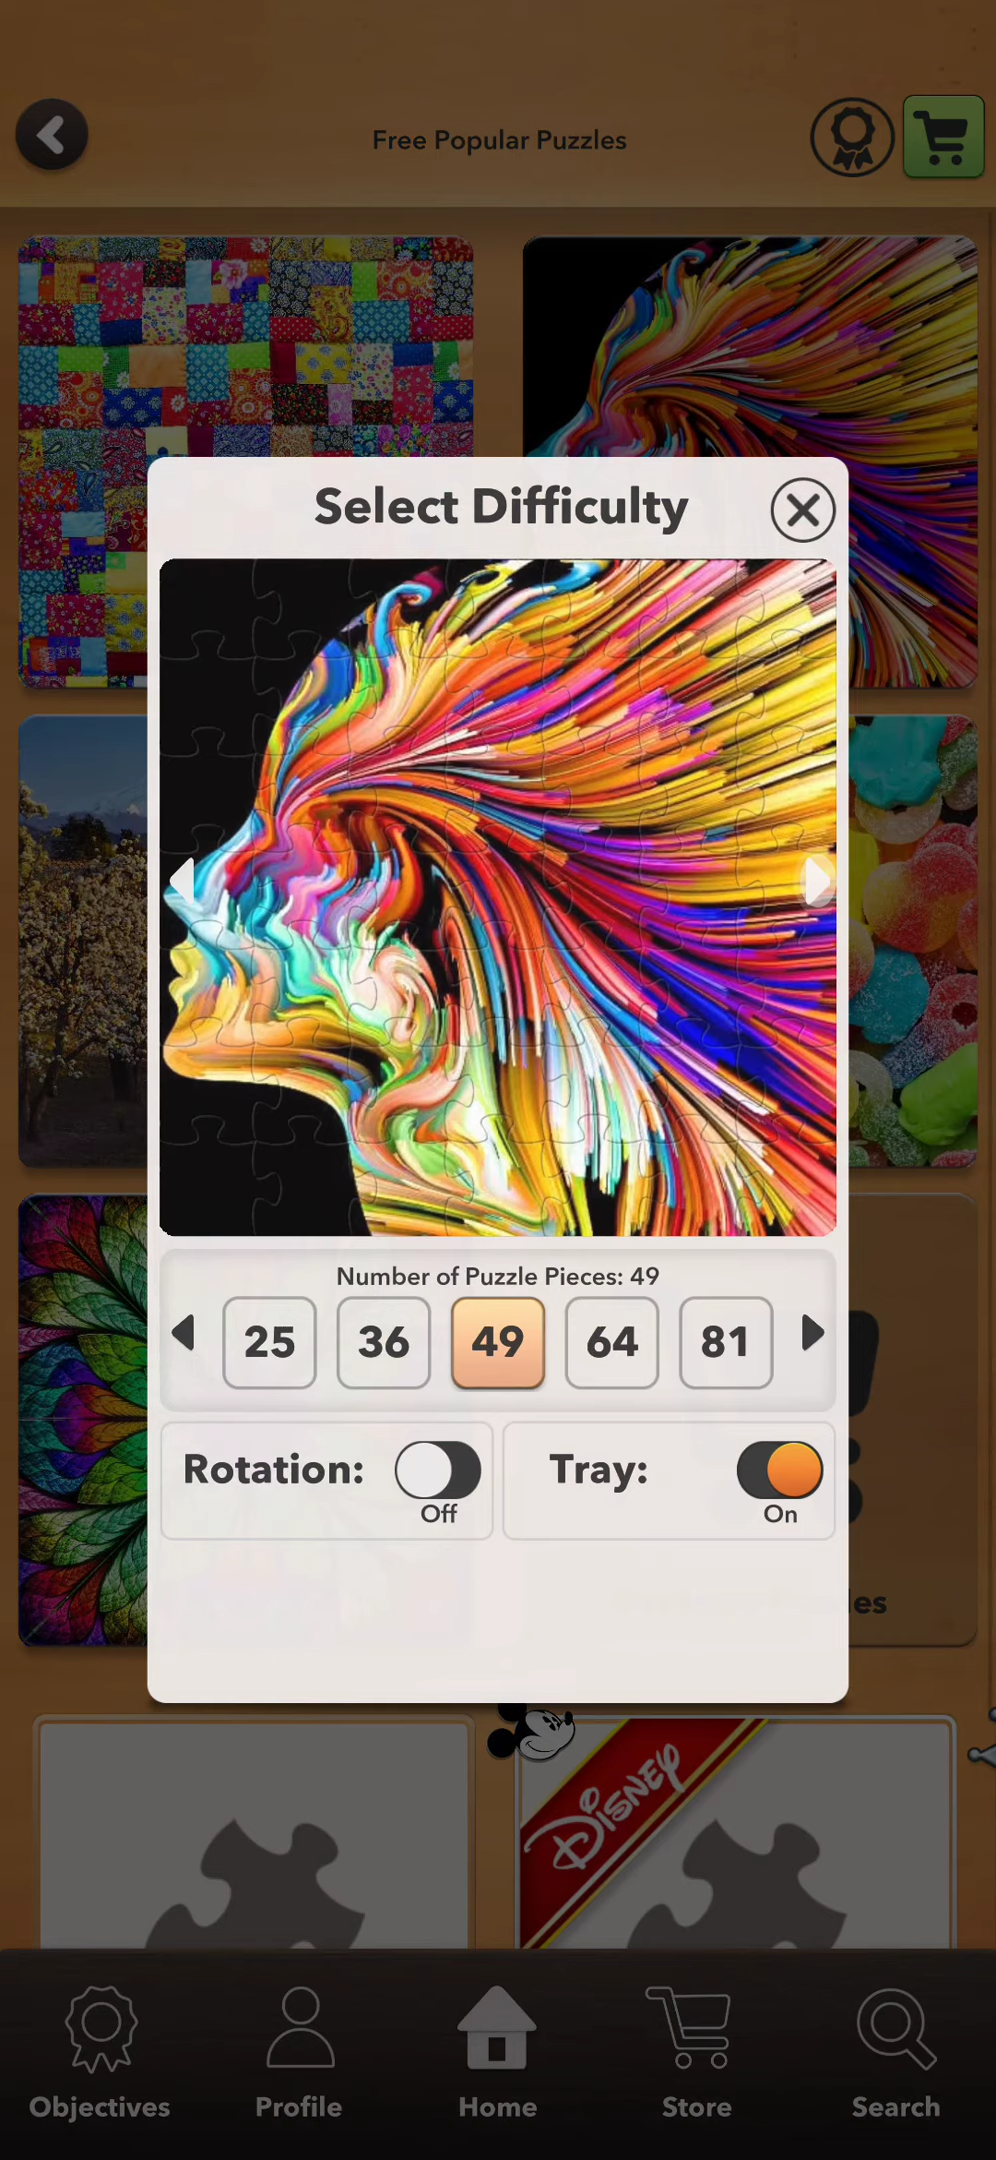 Free Popular Puzzles
Select Difficulty
Number of Puzzle Pieces: 49
25 36 49 64 81
Rotation: Off
Tray: On
les
DISNEY
Objectives Profile Home Store Search